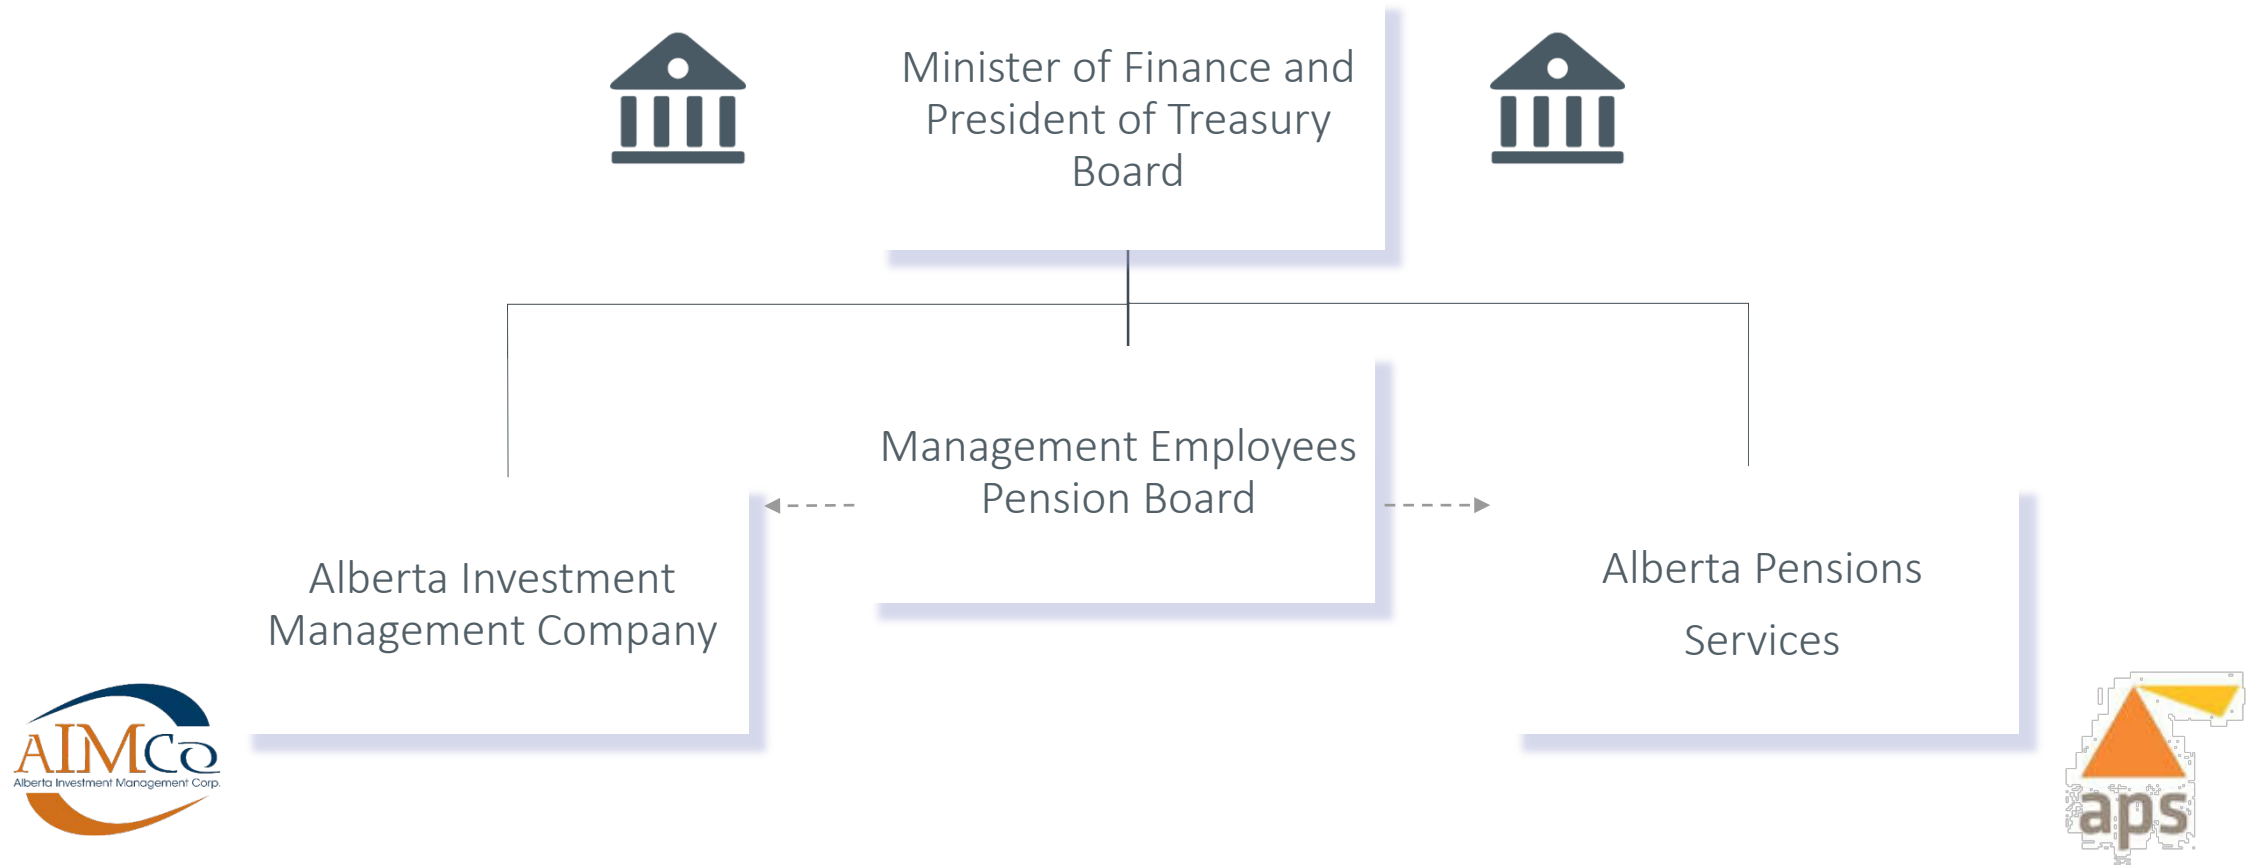 Minister of Finance and
President of Treasury
Board
Management Employees
Pension Board
Alberta Investment
Management Company
Alberta Pensions
Services
AIMCo
Alberta Investment Management Corp.
aps